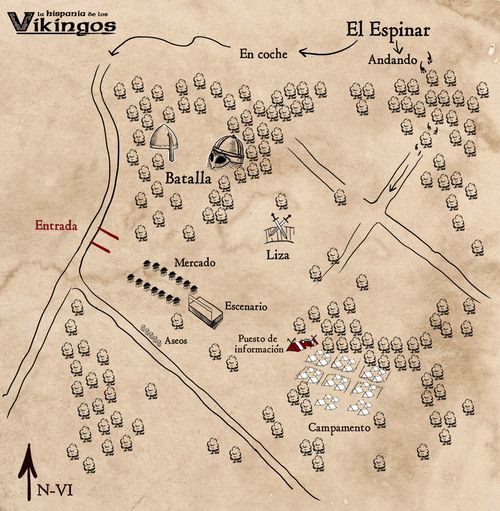 la hispania de los
Vikingos
El Espinar
En coche
Andando
Batalla
Entrada
Liza
Mercado
Escenario
Aseos
Puesto de
información
Campamento
N-VI